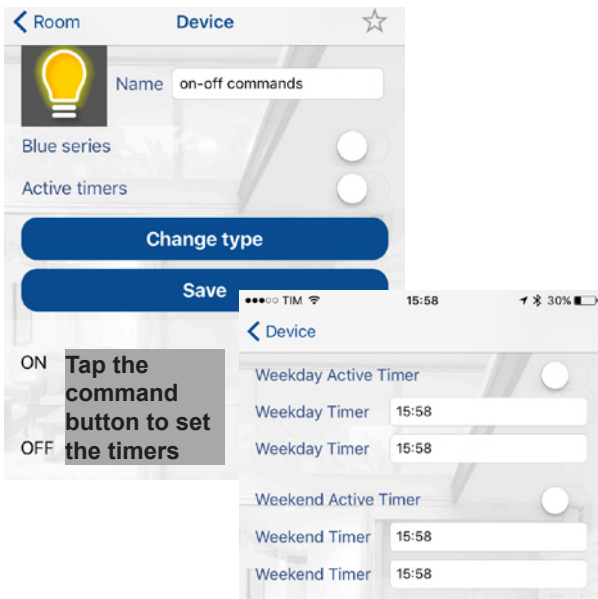 Room
Device
Name on-off commands
Blue series
Active timers
Change type
Save
ON
Tap the
command
button to set
the timers
OFF
TIM 15:58 30%
Device
Weekday Active Timer
Weekday Timer 15:58
Weekday Timer 15:58
Weekend Active Timer
Weekend Timer 15:58
Weekend Timer 15:58